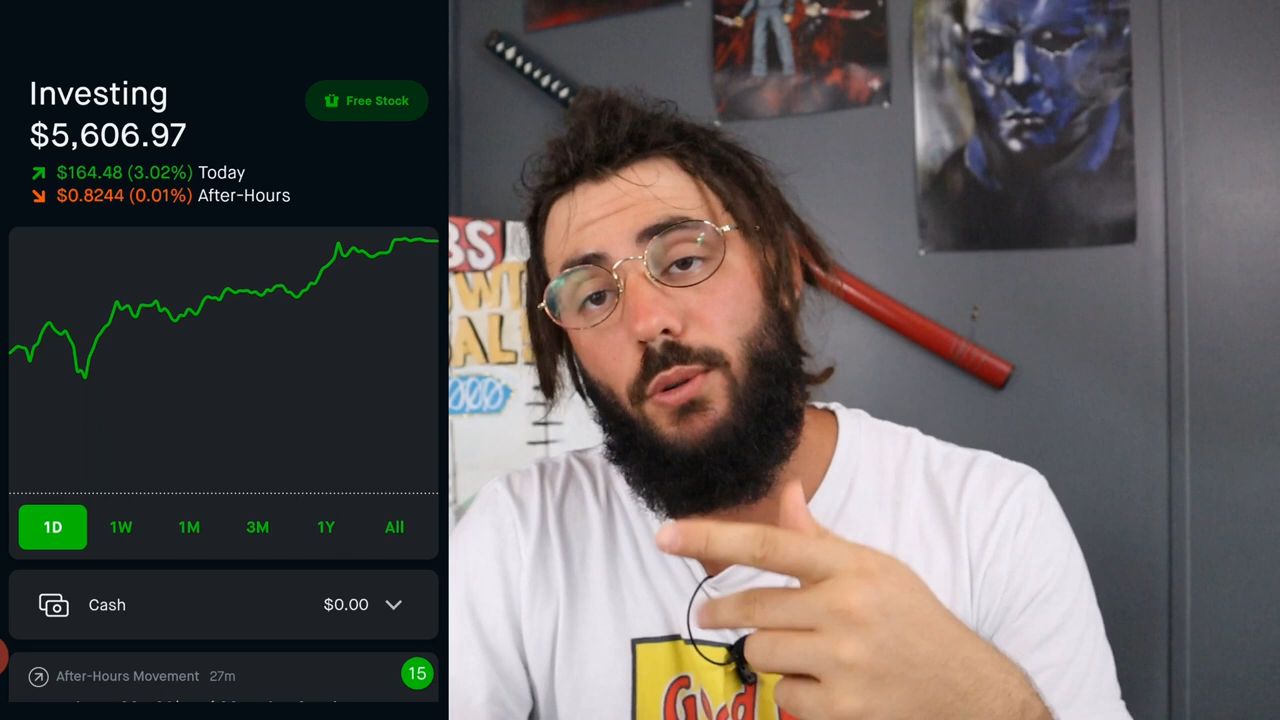 Investing
$5,606.97
Free Stock
$164.48 (3.02%) Today
$0.8244 (0.01%) After-Hours
1D 1W 1M 3M 1Y All
Cash $0.00
After-Hours Movement 27m
15